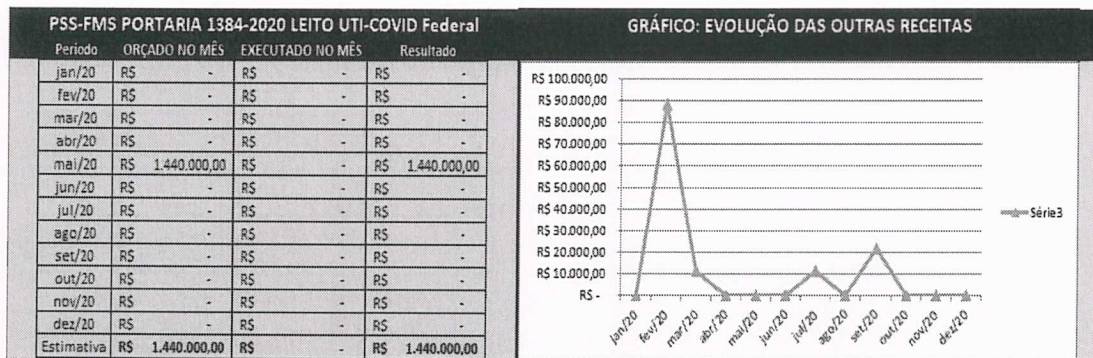 PSS-FMS PORTARIA 1384-2020 LEITO UTI-COVID Federal
Periodo ORÇADO NO MÊS EXECUTADO NO MÊS Resultado
jan/20 R$ - R$ - R$ -
fev/20 R$ - R$ - R$ -
mar/20 R$ - R$ - R$ -
abr/20 R$ - R$ - R$ -
mai/20 R$ 1.440.000,00 R$ - R$ 1.440.000,00
jun/20 R$ - R$ - R$ -
jul/20 R$ - R$ - R$ -
ago/20 R$ - R$ - R$ -
set/20 R$ - R$ - R$ -
out/20 R$ - R$ - R$ -
nov/20 R$ - R$ - R$ -
dez/20 R$ - R$ - R$ -
Estimativa R$ 1.440.000,00 R$ - R$ 1.440.000,00
GRÁFICO: EVOLUÇÃO DAS OUTRAS RECEITAS
R$ 100.000,00
R$ 90.000,00
R$ 80.000,00
R$ 70.000,00
R$ 60.000,00
R$ 50.000,00
R$ 40.000,00
R$ 30.000,00
R$ 20.000,00
R$ 10.000,00
R$ -
jan/20 fev/20 mar/20 abr/20 mai/20 jun/20 jul/20 ago/20 set/20 out/20 nov/20 dez/20
Série3